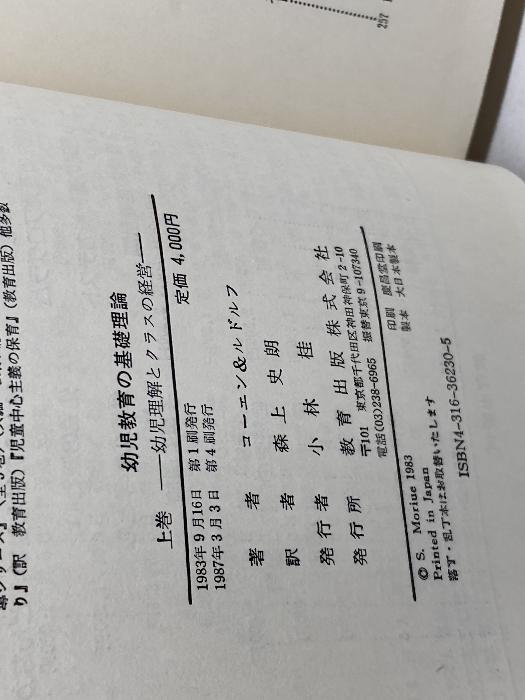 257
り』（訳 教育出版）『児童中心主義の保育』（教育出版）他多数
幼児教育の基礎理論
上巻 ——幼児理解とクラスの経営——
定価 4,000円
1983年9月16日 第1刷発行
1987年3月3日 第4刷発行
著者 コーエン&ルドルフ
訳者 森上史朗
発行者 小林桂
発行所 教育出版株式会社
〒101 東京都千代田区神田神保町2-10
電話(03)238-6965 振替東京9-107340
印刷 慶昌堂印刷
製本 大日本製本
© S. Moriue 1983
Printed in Japan
落丁・乱丁本はお取替いたします
ISBN4-316-36230-5